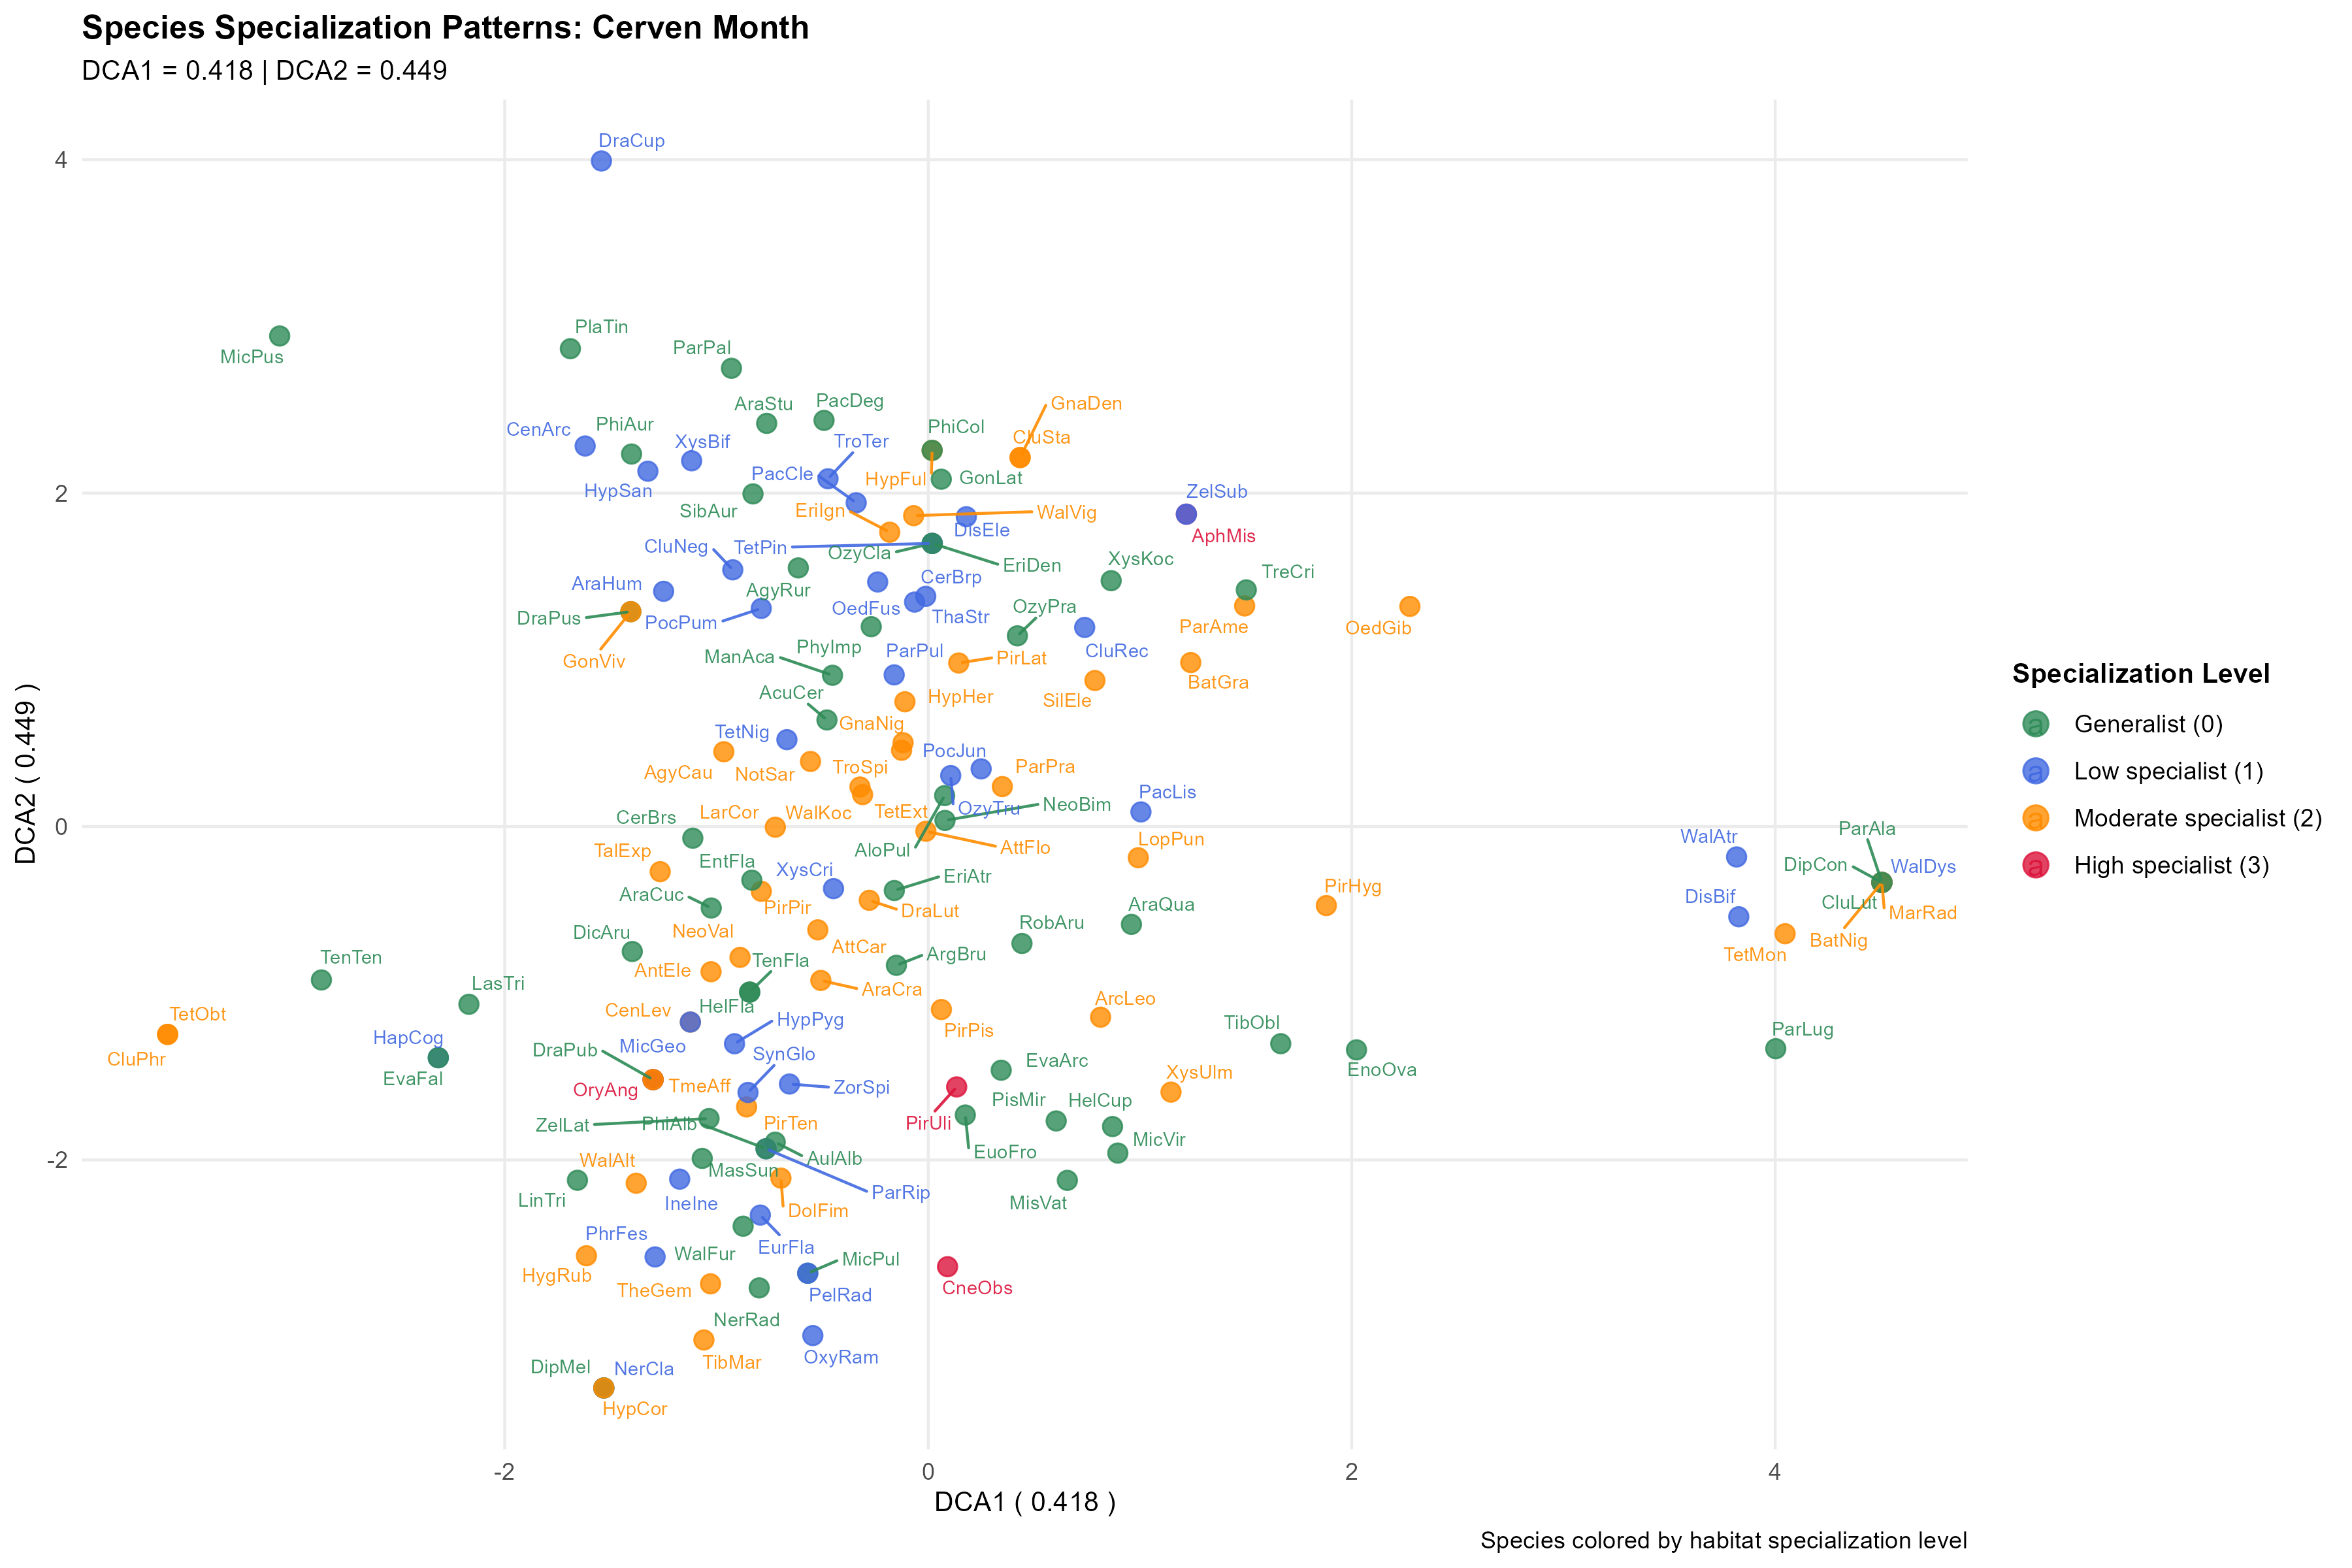 Species Specialization Patterns: Cerven Month
DCA1 = 0.418 | DCA2 = 0.449
DraCup
4
PlaTin
MicPus
ParPal
AraStu
PacDeg
GnaDen
CenArc
PhiAur
XysBif
TroTer
PhiCol
CluSta
HypSan
PacCle
HypFul
GonLat
2
ZelSub
SibAur
EriIgn
WalVig
DisEle
AphMis
CluNeg
TetPin
OzyCla
EriDen
XysKoc
TreCri
AraHum
AgyRur
CerBrp
OedFus
ThaStr
OzyPra
DraPus
PocPum
ParAme
OedGib
GonViv
ManAca
PhyImp
ParPul
PirLat
CluRec
AcuCer
HypHer
SilEle
BatGra
TetNig
GnaNig
PocJun
AgyCau
NotSar
TroSpi
ParPra
PacLis
CerBrs
LarCor
WalKoc
TetExt
OzyTru
NeoBim
0
TalExp
EntFla
XysCri
AloPul
AttFlo
LopPun
WalAtr
ParAla
DipCon
WalDys
AraCuc
PirPir
EriAtr
DraLut
PirHyg
DisBif
CluLut
MarRad
DicAru
NeoVal
AttCar
RobAru
AraQua
TetMon
BatNig
TenTen
AntEle
TenFla
ArgBru
LasTri
HelFla
AraCra
TetObt
CenLev
HypPyg
PirPis
ArcLeo
TibObl
ParLug
CluPhr
HapCog
MicGeo
SynGlo
EvaFal
DraPub
OryAng
TmeAff
ZorSpi
EvaArc
XysUlm
EnoOva
ZelLat
PhiAlb
PirTen
PirUli
PisMir
HelCup
-2
WalAlt
MasSun
AulAlb
EuoFro
MicVir
LinTri
IneIne
DolFim
ParRip
MisVat
PhrFes
WalFur
EurFla
MicPul
HygRub
TheGem
PelRad
CneObs
NerRad
TibMar
OxyRam
DipMel
NerCla
HypCor
-2
0
2
4
DCA1 ( 0.418 )
DCA2 ( 0.449 )
Specialization Level
a Generalist (0)
a Low specialist (1)
a Moderate specialist (2)
a High specialist (3)
Species colored by habitat specialization level